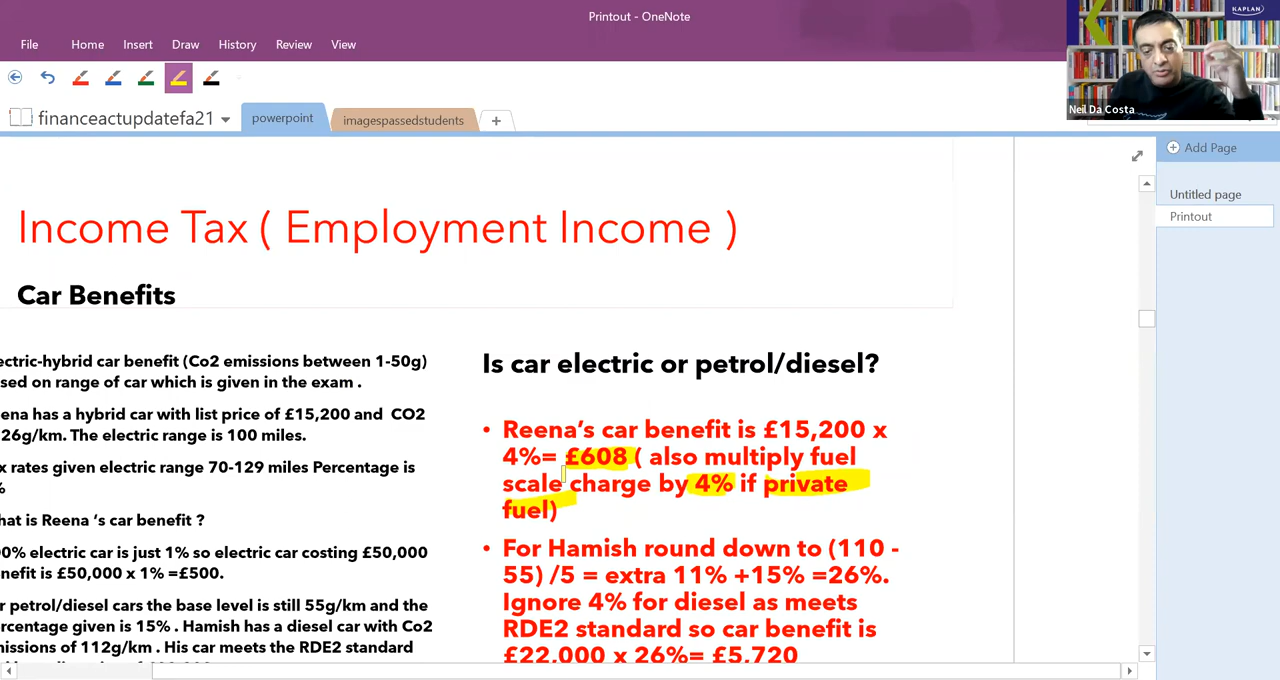 Printout - OneNote
KAPLAN
File Home Insert Draw History Review View
Neil Da Costa
financeactupdatefa21 powerpoint imagespassedstudents
Add Page
Untitled page
Printout
Income Tax ( Employment Income )
Car Benefits
ectric-hybrid car benefit (Co2 emissions between 1-50g)
sed on range of car which is given in the exam .
ena has a hybrid car with list price of £15,200 and CO2
26g/km. The electric range is 100 miles.
x rates given electric range 70-129 miles Percentage is
%
hat is Reena 's car benefit ?
0% electric car is just 1% so electric car costing £50,000
nefit is £50,000 x 1% =£500.
r petrol/diesel cars the base level is still 55g/km and the
rcentage given is 15% . Hamish has a diesel car with Co2
missions of 112g/km . His car meets the RDE2 standard
Is car electric or petrol/diesel?
• Reena's car benefit is £15,200 x
4%= £608 ( also multiply fuel
scale charge by 4% if private
fuel)
• For Hamish round down to (110 -
55) /5 = extra 11% +15% =26%.
Ignore 4% for diesel as meets
RDE2 standard so car benefit is
£22,000 x 26%= £5,720